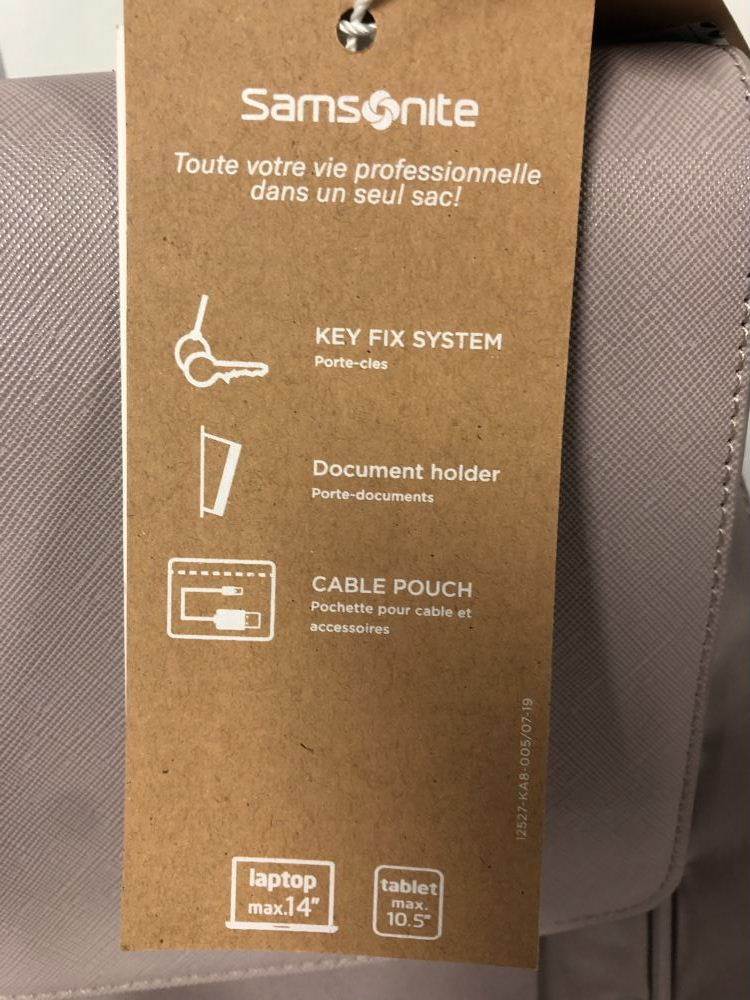 Samsonite
Toute votre vie professionnelle
dans un seul sac!
KEY FIX SYSTEM
Porte-cles
Document holder
Porte-documents
CABLE POUCH
Pochette pour cable et
accessoires
12527-KA8-005/07-19
laptop
max.14"
tablet
max.
10.5"